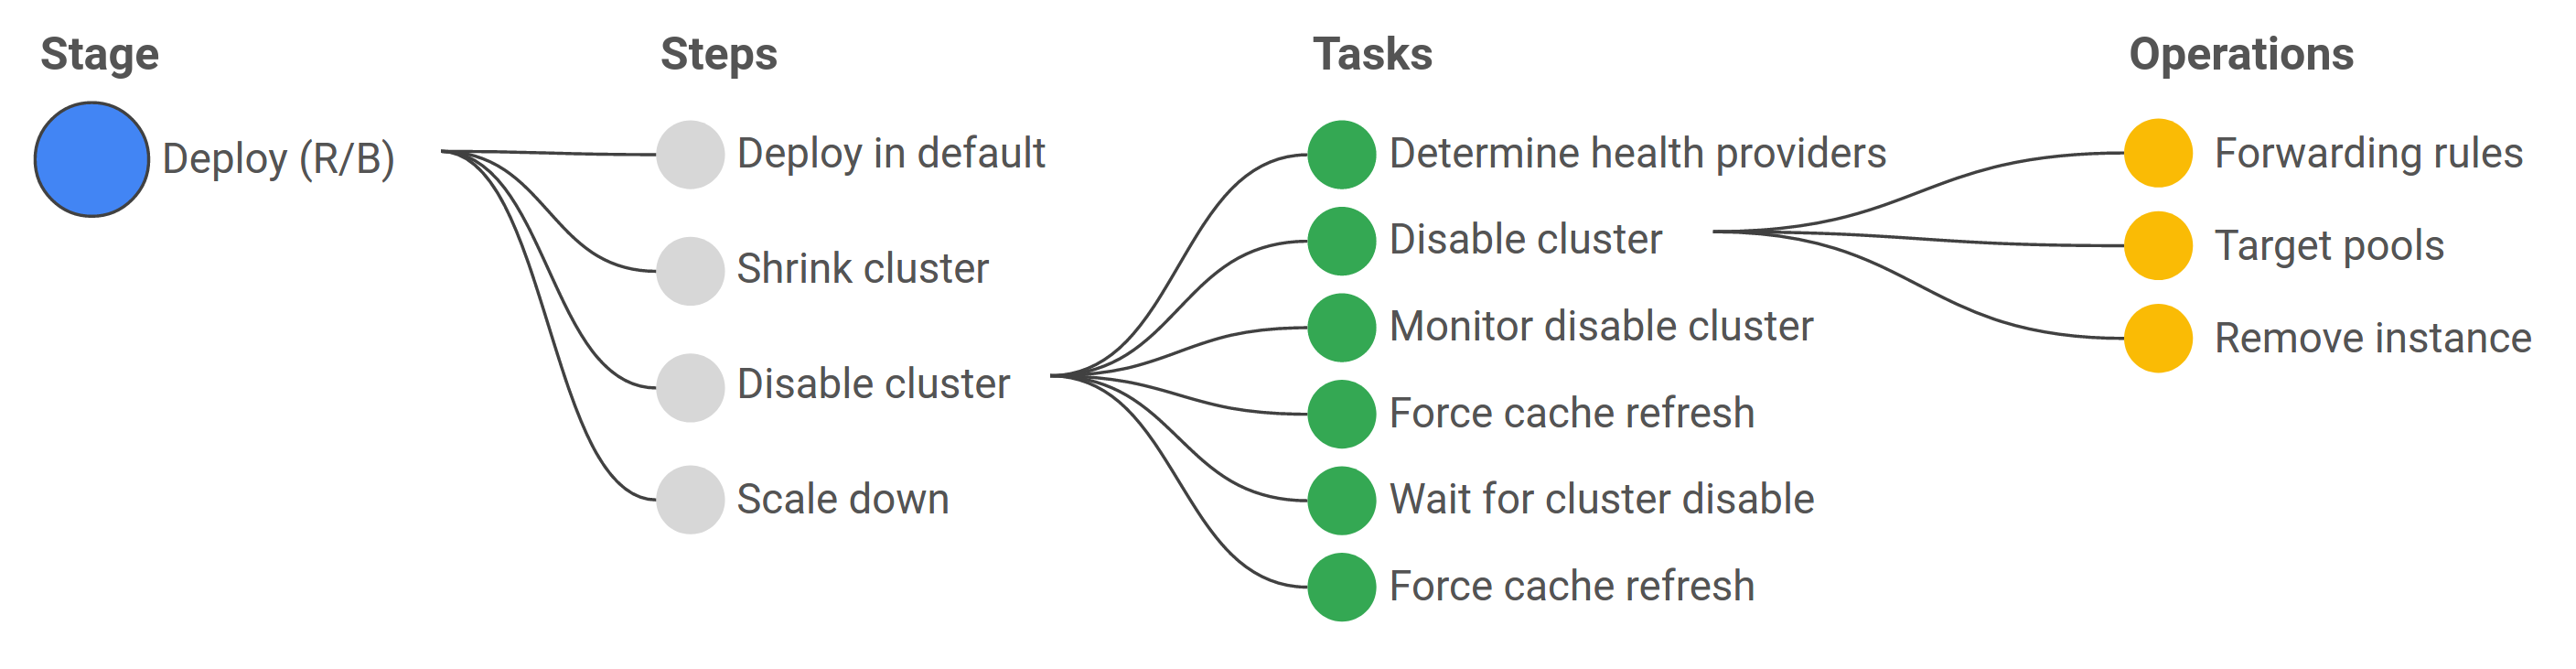 Stage
Deploy (R/B)
Steps
Deploy in default
Shrink cluster
Disable cluster
Scale down
Tasks
Determine health providers
Disable cluster
Monitor disable cluster
Force cache refresh
Wait for cluster disable
Force cache refresh
Operations
Forwarding rules
Target pools
Remove instance